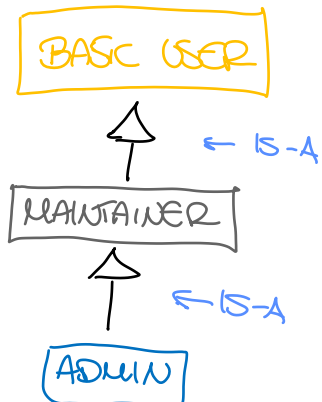 BASIC USER
← IS-A
MAINTAINER
← IS-A
ADMIN